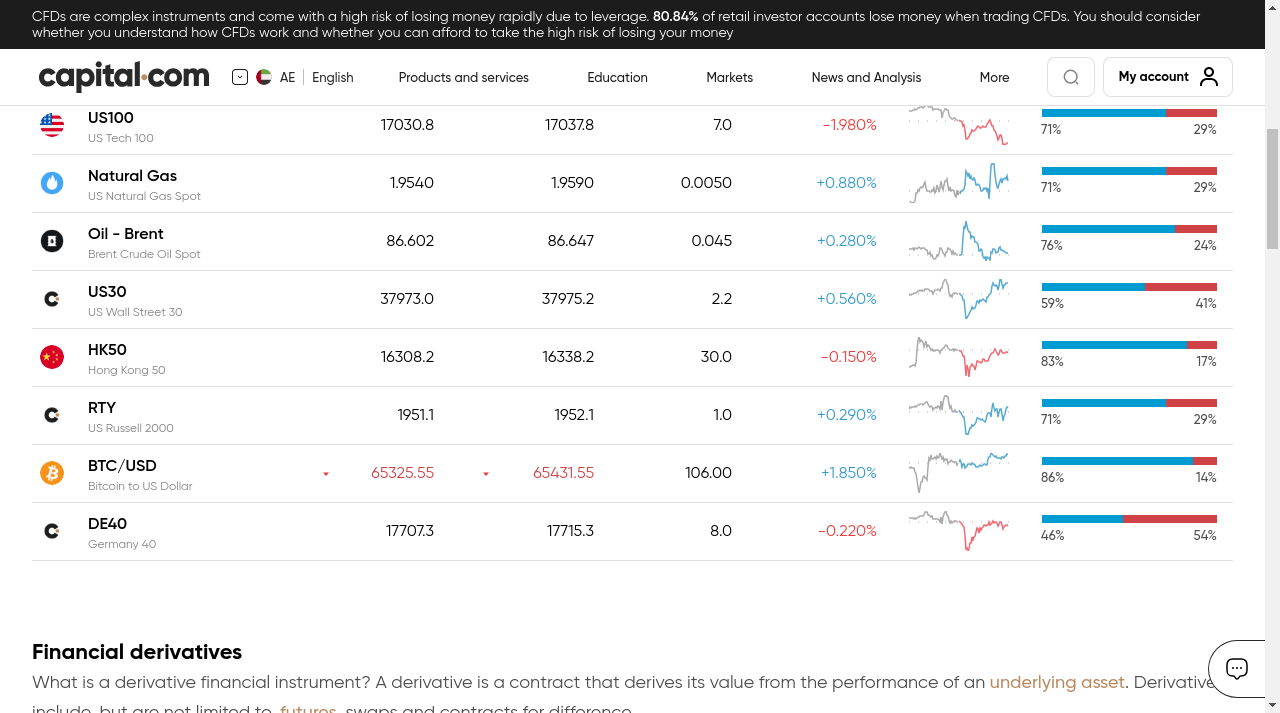 CFDs are complex instruments and come with a high risk of losing money rapidly due to leverage. 80.84% of retail investor accounts lose money when trading CFDs. You should consider
whether you understand how CFDs work and whether you can afford to take the high risk of losing your money
capital.com AE English Products and services Education Markets News and Analysis More My account
US100 17030.8 17037.8 7.0 -1.980%
US Tech 100 71% 29%
Natural Gas 1.9540 1.9590 0.0050 +0.880%
US Natural Gas Spot 71% 29%
Oil - Brent 86.602 86.647 0.045 +0.280%
Brent Crude Oil Spot 76% 24%
US30 37973.0 37975.2 2.2 +0.560%
US Wall Street 30 59% 41%
HK50 16308.2 16338.2 30.0 -0.150%
Hong Kong 50 83% 17%
RTY 1951.1 1952.1 1.0 +0.290%
US Russell 2000 71% 29%
BTC/USD 65325.55 65431.55 106.00 +1.850%
Bitcoin to US Dollar 86% 14%
DE40 17707.3 17715.3 8.0 -0.220%
Germany 40 46% 54%
Financial derivatives
What is a derivative financial instrument? A derivative is a contract that derives its value from the performance of an underlying asset. Derivative
include, but are not limited to, futures, swaps and contracts for difference